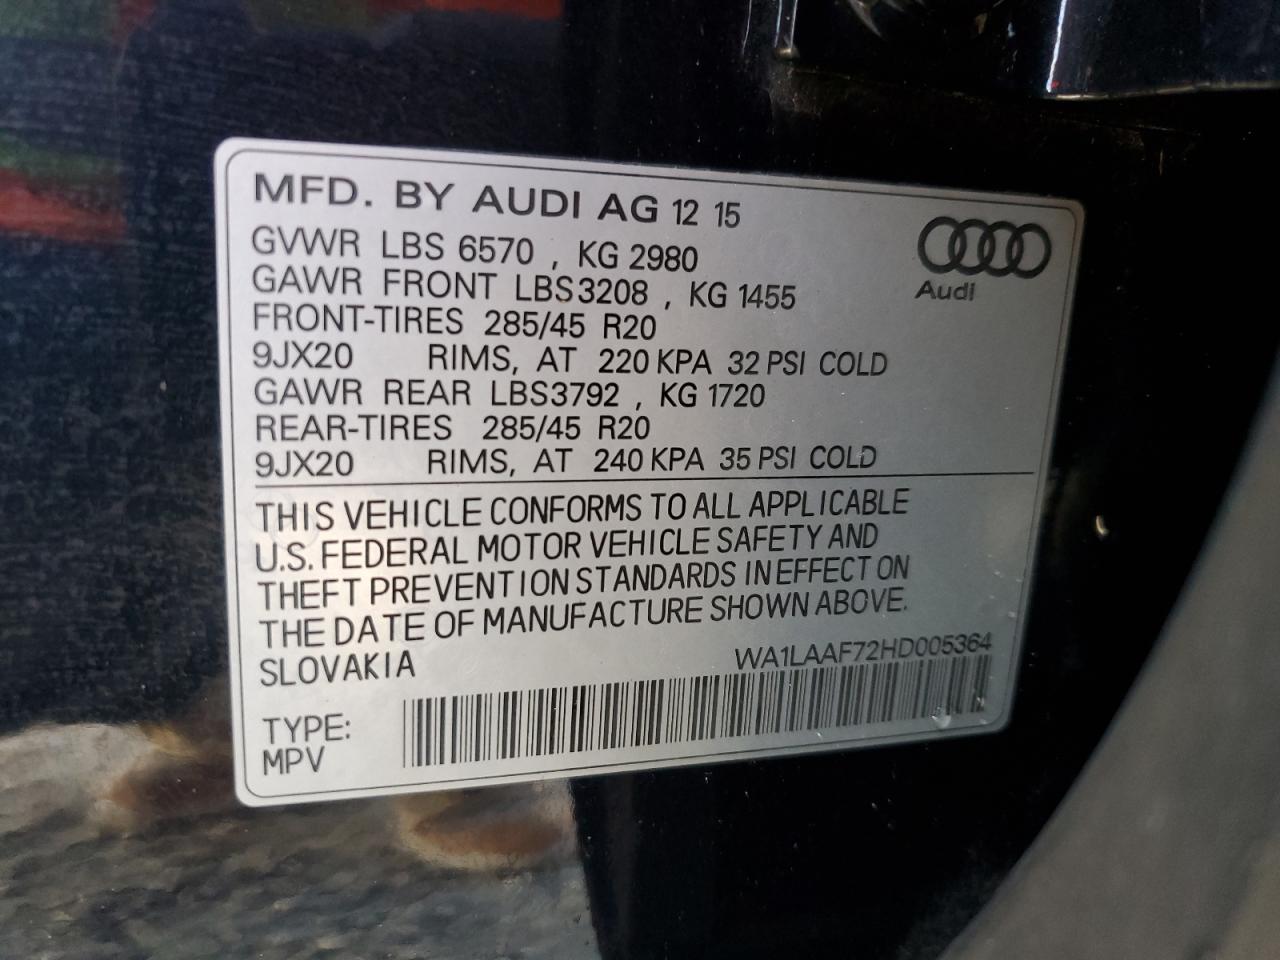 MFD. BY AUDI AG 12 15
GVWR LBS 6570 , KG 2980
GAWR FRONT LBS3208 , KG 1455
FRONT-TIRES 285/45 R20
9JX20 RIMS, AT 220 KPA 32 PSI COLD
GAWR REAR LBS3792 , KG 1720
REAR-TIRES 285/45 R20
9JX20 RIMS, AT 240 KPA 35 PSI COLD
Audi
THIS VEHICLE CONFORMS TO ALL APPLICABLE
U.S. FEDERAL MOTOR VEHICLE SAFETY AND
THEFT PREVENTION STANDARDS IN EFFECT ON
THE DATE OF MANUFACTURE SHOWN ABOVE.
SLOVAKIA WA1LAAF72HD005364
TYPE:
MPV